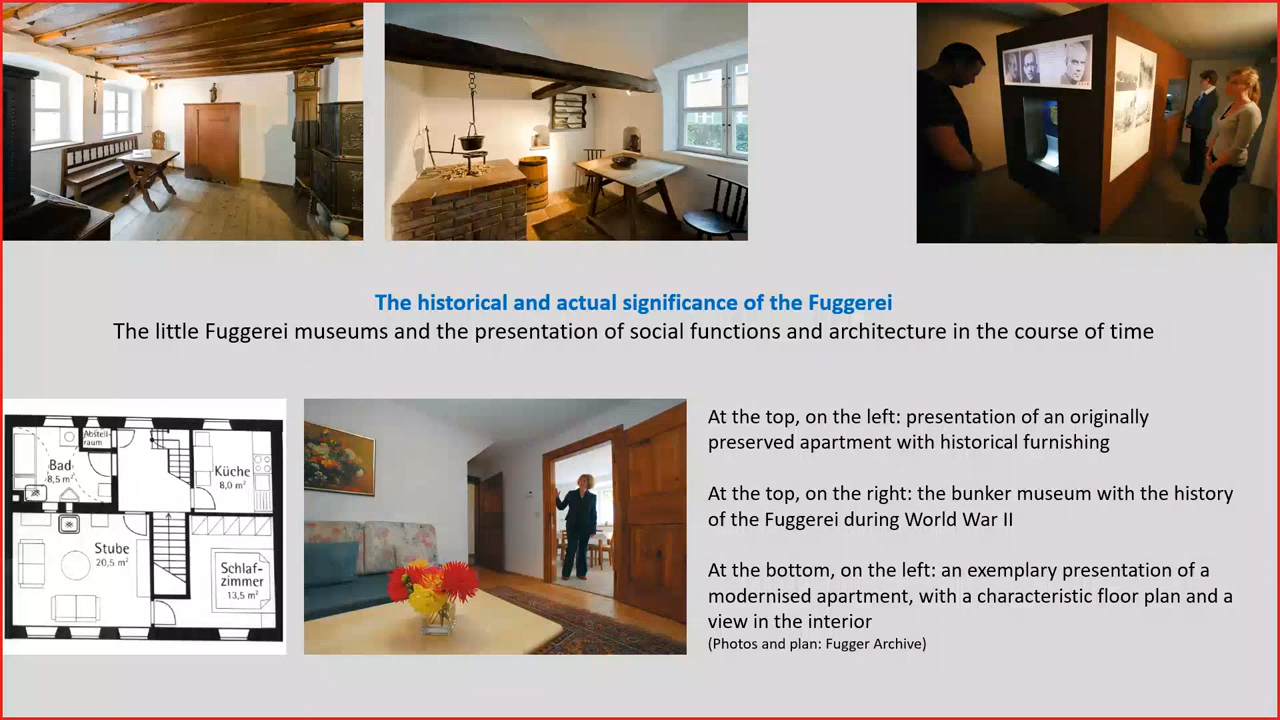 The historical and actual significance of the Fuggerei
The little Fuggerei museums and the presentation of social functions and architecture in the course of time
Abstell-
raum
Bad
8,5 m²
Küche
8,0 m²
Stube
20,5 m²
Schlaf-
zimmer
13,5 m²
At the top, on the left: presentation of an originally
preserved apartment with historical furnishing
At the top, on the right: the bunker museum with the history
of the Fuggerei during World War II
At the bottom, on the left: an exemplary presentation of a
modernised apartment, with a characteristic floor plan and a
view in the interior
(Photos and plan: Fugger Archive)